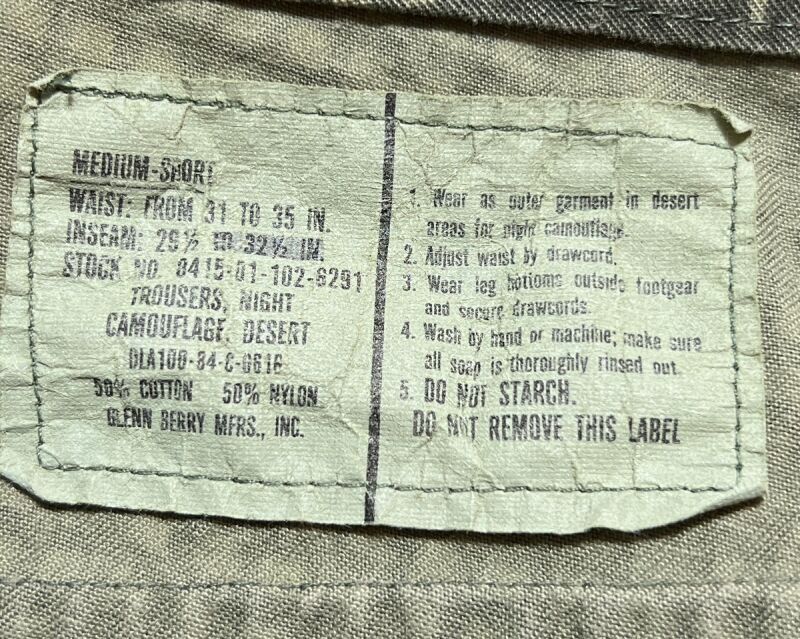 MEDIUM-SHORT
WAIST: FROM 31 TO 35 IN.
INSEAM: 29½ TO 32½ IN.
STOCK NO 8415-01-102-6291
TROUSERS, NIGHT
CAMOUFLAGE, DESERT
DLA100-84-C-0616
50% COTTON 50% NYLON
GLENN BERRY MFRS., INC.
1. Wear as outer garment in desert
areas for night camouflage.
2. Adjust waist by drawcord.
3. Wear leg bottoms outside footgear
and secure drawcords.
4. Wash by hand or machine; make sure
all soap is thoroughly rinsed out.
5. DO NOT STARCH.
DO NOT REMOVE THIS LABEL